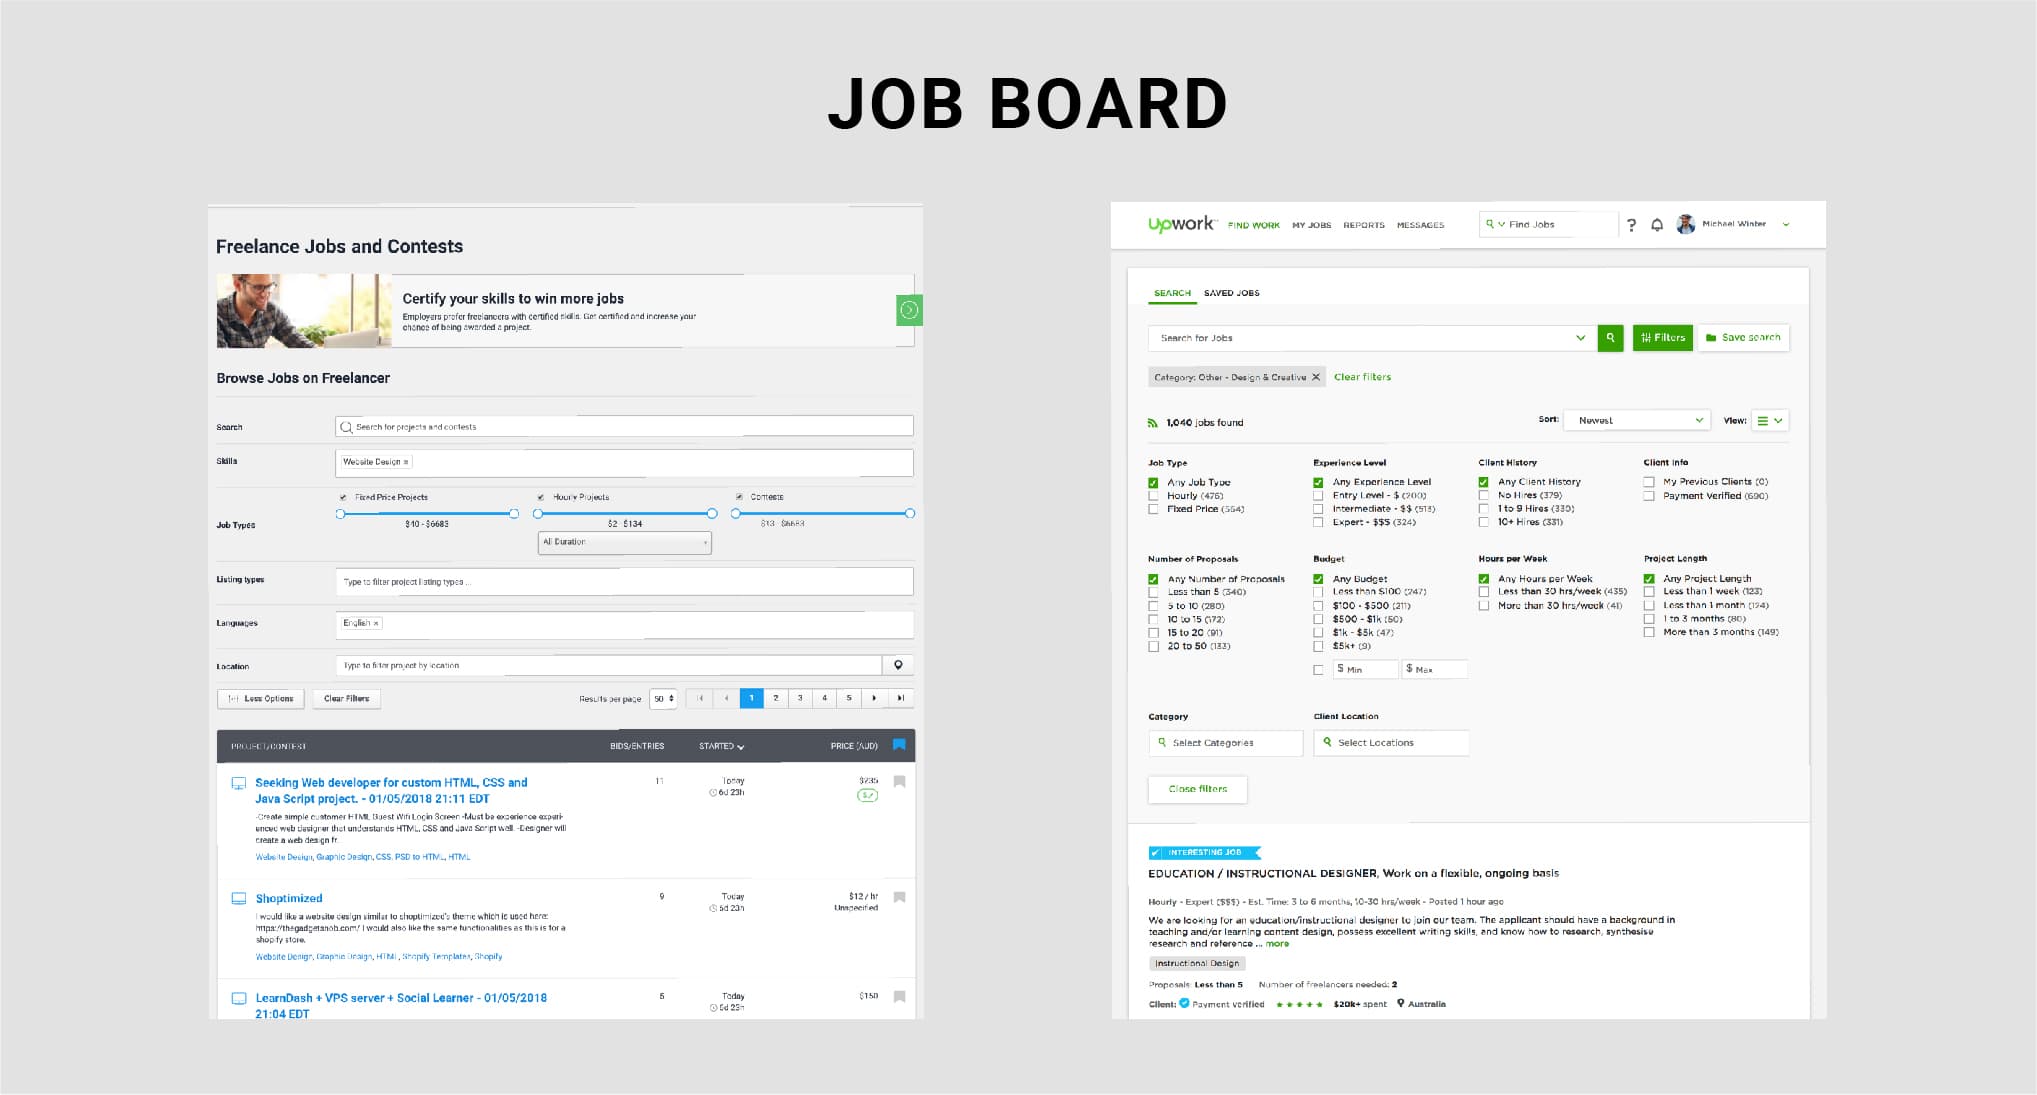 JOB BOARD
Freelance Jobs and Contests
Certify your skills to win more jobs
Employers prefer freelancers with certified skills. Get certified and increase your
chance of being awarded a project.
Browse Jobs on Freelancer
Search
Search for projects and contests
Skills
Website Design ×
Job Types
Fixed Price Projects
Hourly Projects
Contests
$40 - $6683
$2 - $134
$13 - $6683
All Duration
Listing types
Type to filter project listing types ...
Languages
English ×
Location
Type to filter project by location
Less Options
Clear Filters
Results per page
50
1 2 3 4 5
PROJECT/CONTEST
BIDS/ENTRIES
STARTED
PRICE (AUD)
Seeking Web developer for custom HTML, CSS and
Java Script project. - 01/05/2018 21:11 EDT
11
Today
6d 23h
$235
-Create simple customer HTML Guest Wifi Login Screen -Must be experience experi-
enced web designer that understands HTML, CSS and Java Script well. -Designer will
create a web design fr...
Website Design, Graphic Design, CSS, PSD to HTML, HTML
Shoptimized
9
Today
6d 23h
$12 / hr
Unspecified
I would like a website design similar to shoptimized's theme which is used here:
https://thegadgetsnob.com/ I would also like the same functionalities as this is for a
shopify store.
Website Design, Graphic Design, HTML, Shopify Templates, Shopify
LearnDash + VPS server + Social Learner - 01/05/2018
21:04 EDT
5
Today
6d 23h
$150
upwork
FIND WORK
MY JOBS
REPORTS
MESSAGES
Find Jobs
?
Michael Winter
SEARCH
SAVED JOBS
Search for Jobs
Filters
Save search
Category: Other - Design & Creative
Clear filters
1,040 jobs found
Sort:
Newest
View:
Job Type
Any Job Type
Hourly (476)
Fixed Price (564)
Experience Level
Any Experience Level
Entry Level - $ (200)
Intermediate - $$ (513)
Expert - $$$ (324)
Client History
Any Client History
No Hires (379)
1 to 9 Hires (330)
10+ Hires (331)
Client Info
My Previous Clients (0)
Payment Verified (690)
Number of Proposals
Any Number of Proposals
Less than 5 (340)
5 to 10 (280)
10 to 15 (172)
15 to 20 (91)
20 to 50 (133)
Budget
Any Budget
Less than $100 (247)
$100 - $500 (211)
$500 - $1k (50)
$1k - $5k (47)
$5k+ (9)
$ Min
$ Max
Hours per Week
Any Hours per Week
Less than 30 hrs/week (435)
More than 30 hrs/week (41)
Project Length
Any Project Length
Less than 1 week (123)
Less than 1 month (124)
1 to 3 months (80)
More than 3 months (149)
Category
Select Categories
Client Location
Select Locations
Close filters
INTERESTING JOB
EDUCATION / INSTRUCTIONAL DESIGNER, Work on a flexible, ongoing basis
Hourly - Expert ($$$) - Est. Time: 3 to 6 months, 10-30 hrs/week - Posted 1 hour ago
We are looking for an education/instructional designer to join our team. The applicant should have a background in
teaching and/or learning content design, possess excellent writing skills, and know how to research, synthesise
research and reference ... more
Instructional Design
Proposals: Less than 5 Number of freelancers needed: 2
Client: Payment verified $20k+ spent Australia